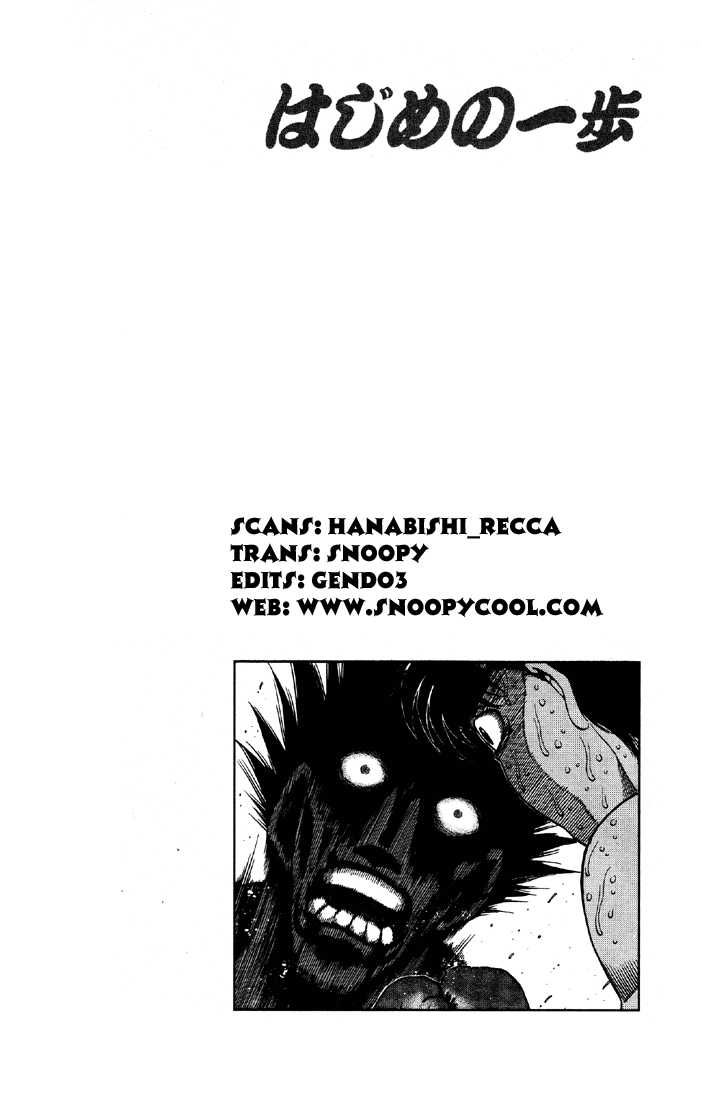 はじめの一歩
SCANS: HANABISHI_RECCA
TRANS: SNOOPY
EDITS: GENDO3
WEB: WWW.SNOOPYCOOL.COM